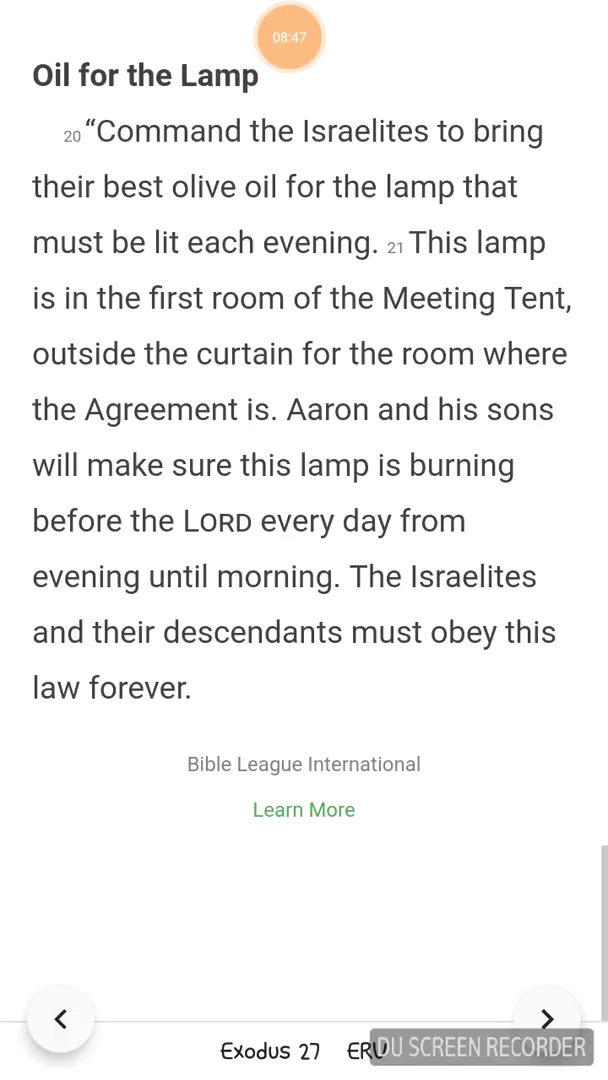 08:47
Oil for the Lamp
20 “Command the Israelites to bring
their best olive oil for the lamp that
must be lit each evening. 21 This lamp
is in the first room of the Meeting Tent,
outside the curtain for the room where
the Agreement is. Aaron and his sons
will make sure this lamp is burning
before the LORD every day from
evening until morning. The Israelites
and their descendants must obey this
law forever.
Bible League International
Learn More
Exodus 27 ERV
DU SCREEN RECORDER